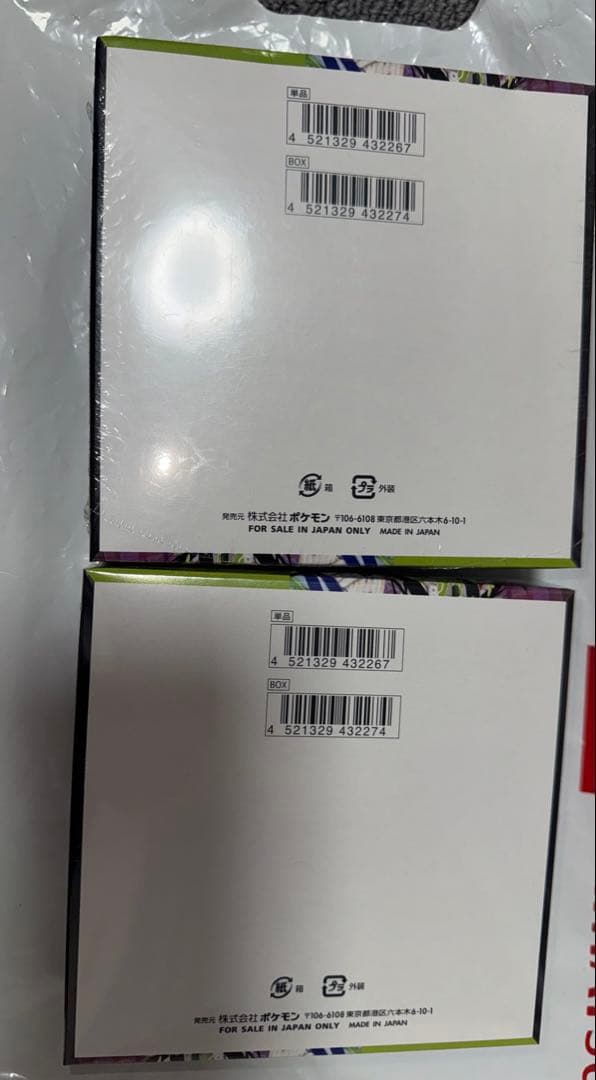 単品
4 521329 432267
BOX
4 521329 432274
紙 箱 プラ 外装
発売元 株式会社ポケモン 〒106-6108 東京都港区六本木6-10-1
FOR SALE IN JAPAN ONLY MADE IN JAPAN
単品
4 521329 432267
BOX
4 521329 432274
紙 箱 プラ 外装
発売元 株式会社ポケモン 〒106-6108 東京都港区六本木6-10-1
FOR SALE IN JAPAN ONLY MADE IN JAPAN